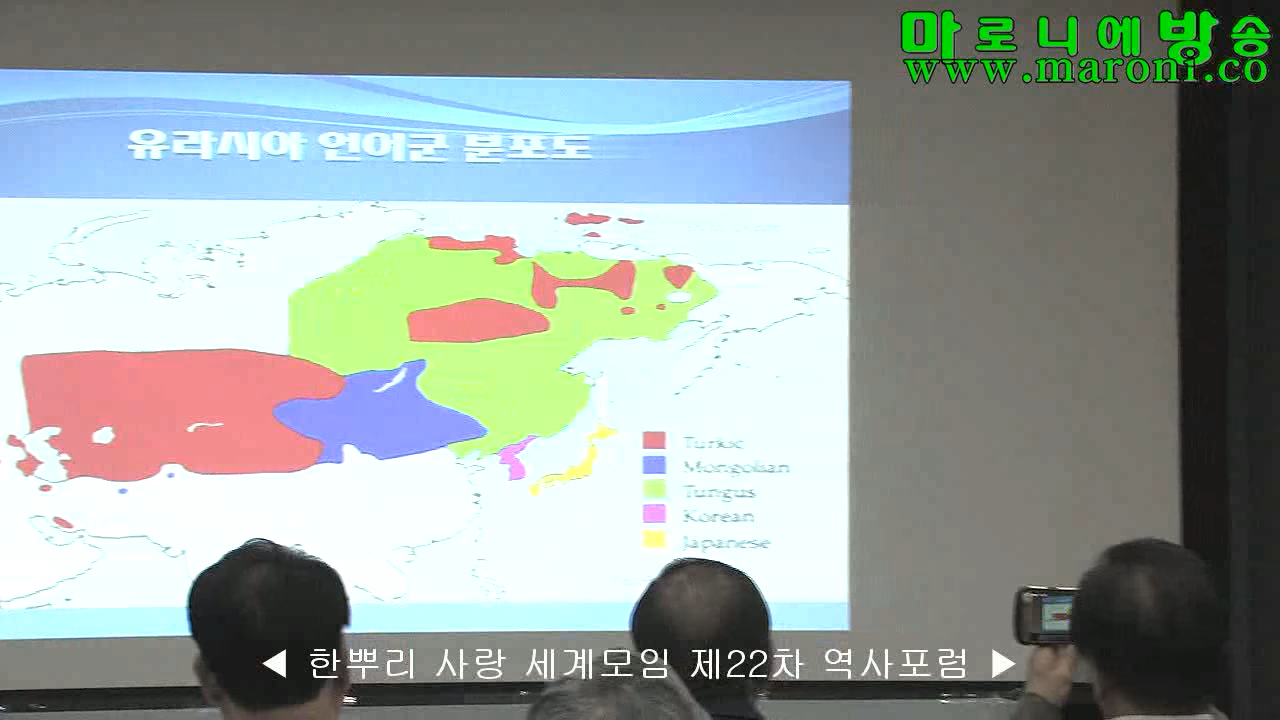 마로니에방송
www.maroni.co
유라시아 언어군 분포도
Turkic
Mongolian
Tungus
Korean
Japanese
◀ 한뿌리 사랑 세계모임 제22차 역사포럼 ▶